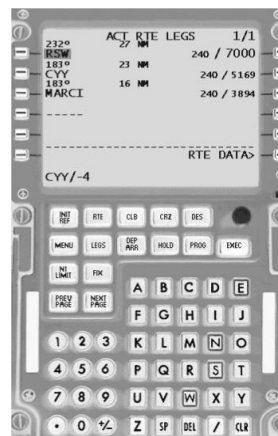 ACT RTE LEGS 1/1
232° 27 NM
RSW 240 / 7000
183° 23 NM
CYY 240 / 5169
183° 16 NM
MARCI 240 / 3894
-----
RTE DATA>
CYY/-4
INIT REF RTE CLB CRZ DES
MENU LEGS DEP ARR HOLD PROG EXEC
N1 LIMIT FIX
PREV PAGE NEXT PAGE
A B C D E
F G H I J
1 2 3 K L M N O
4 5 6 P Q R S T
7 8 9 U V W X Y
. 0 +/- Z SP DEL / CLR